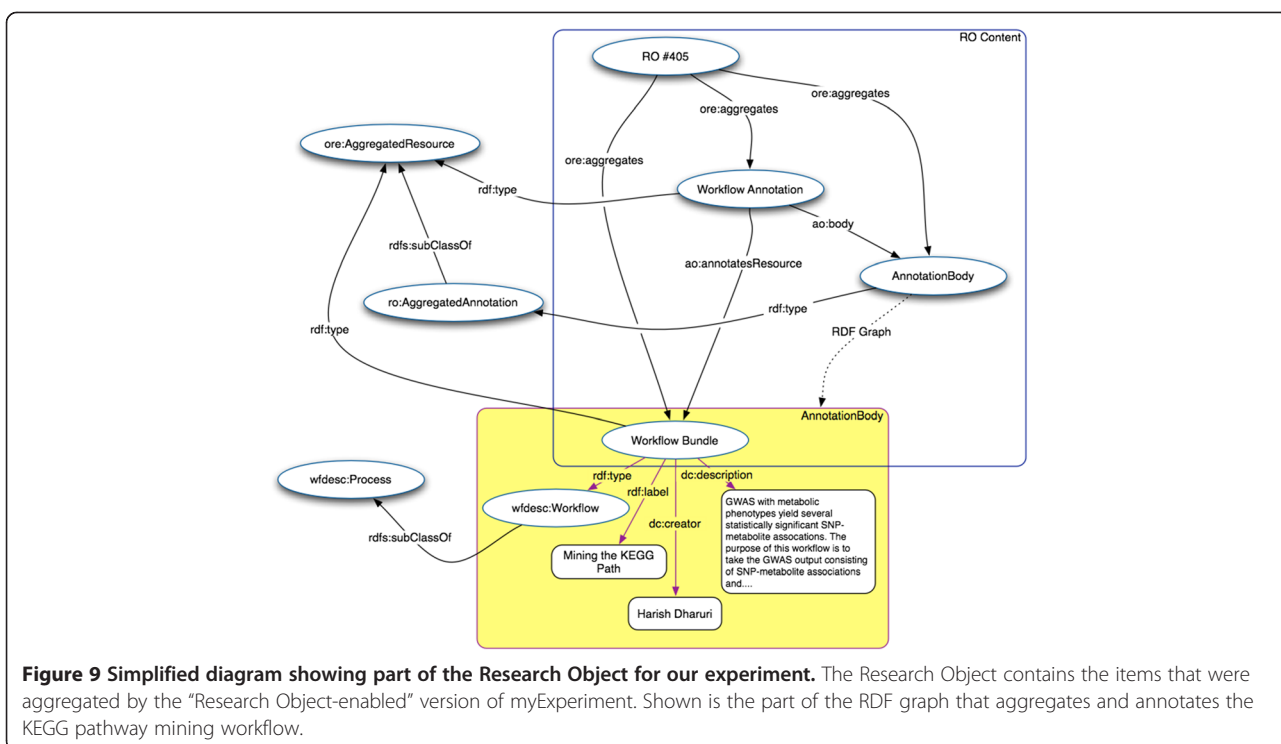 RO Content
RO #405
ore:aggregates
ore:aggregates
ore:AggregatedResource
ore:aggregates
rdf:type
Workflow Annotation
ao:body
rdfs:subClassOf
ao:annotatesResource
AnnotationBody
ro:AggregatedAnnotation
rdf:type
rdf:type
RDF Graph
AnnotationBody
Workflow Bundle
rdf:type
dc:description
wfdesc:Process
rdf:label
wfdesc:Workflow
GWAS with metabolic
phenotypes yield several
statistically significant SNP-
metabolite assocations. The
purpose of this workflow is to
take the GWAS output consisting
of SNP-metabolite associations
and....
dc:creator
rdfs:subClassOf
Mining the KEGG
Path
Harish Dharuri
Figure 9 Simplified diagram showing part of the Research Object for our experiment. The Research Object contains the items that were
aggregated by the “Research Object-enabled” version of myExperiment. Shown is the part of the RDF graph that aggregates and annotates the
KEGG pathway mining workflow.